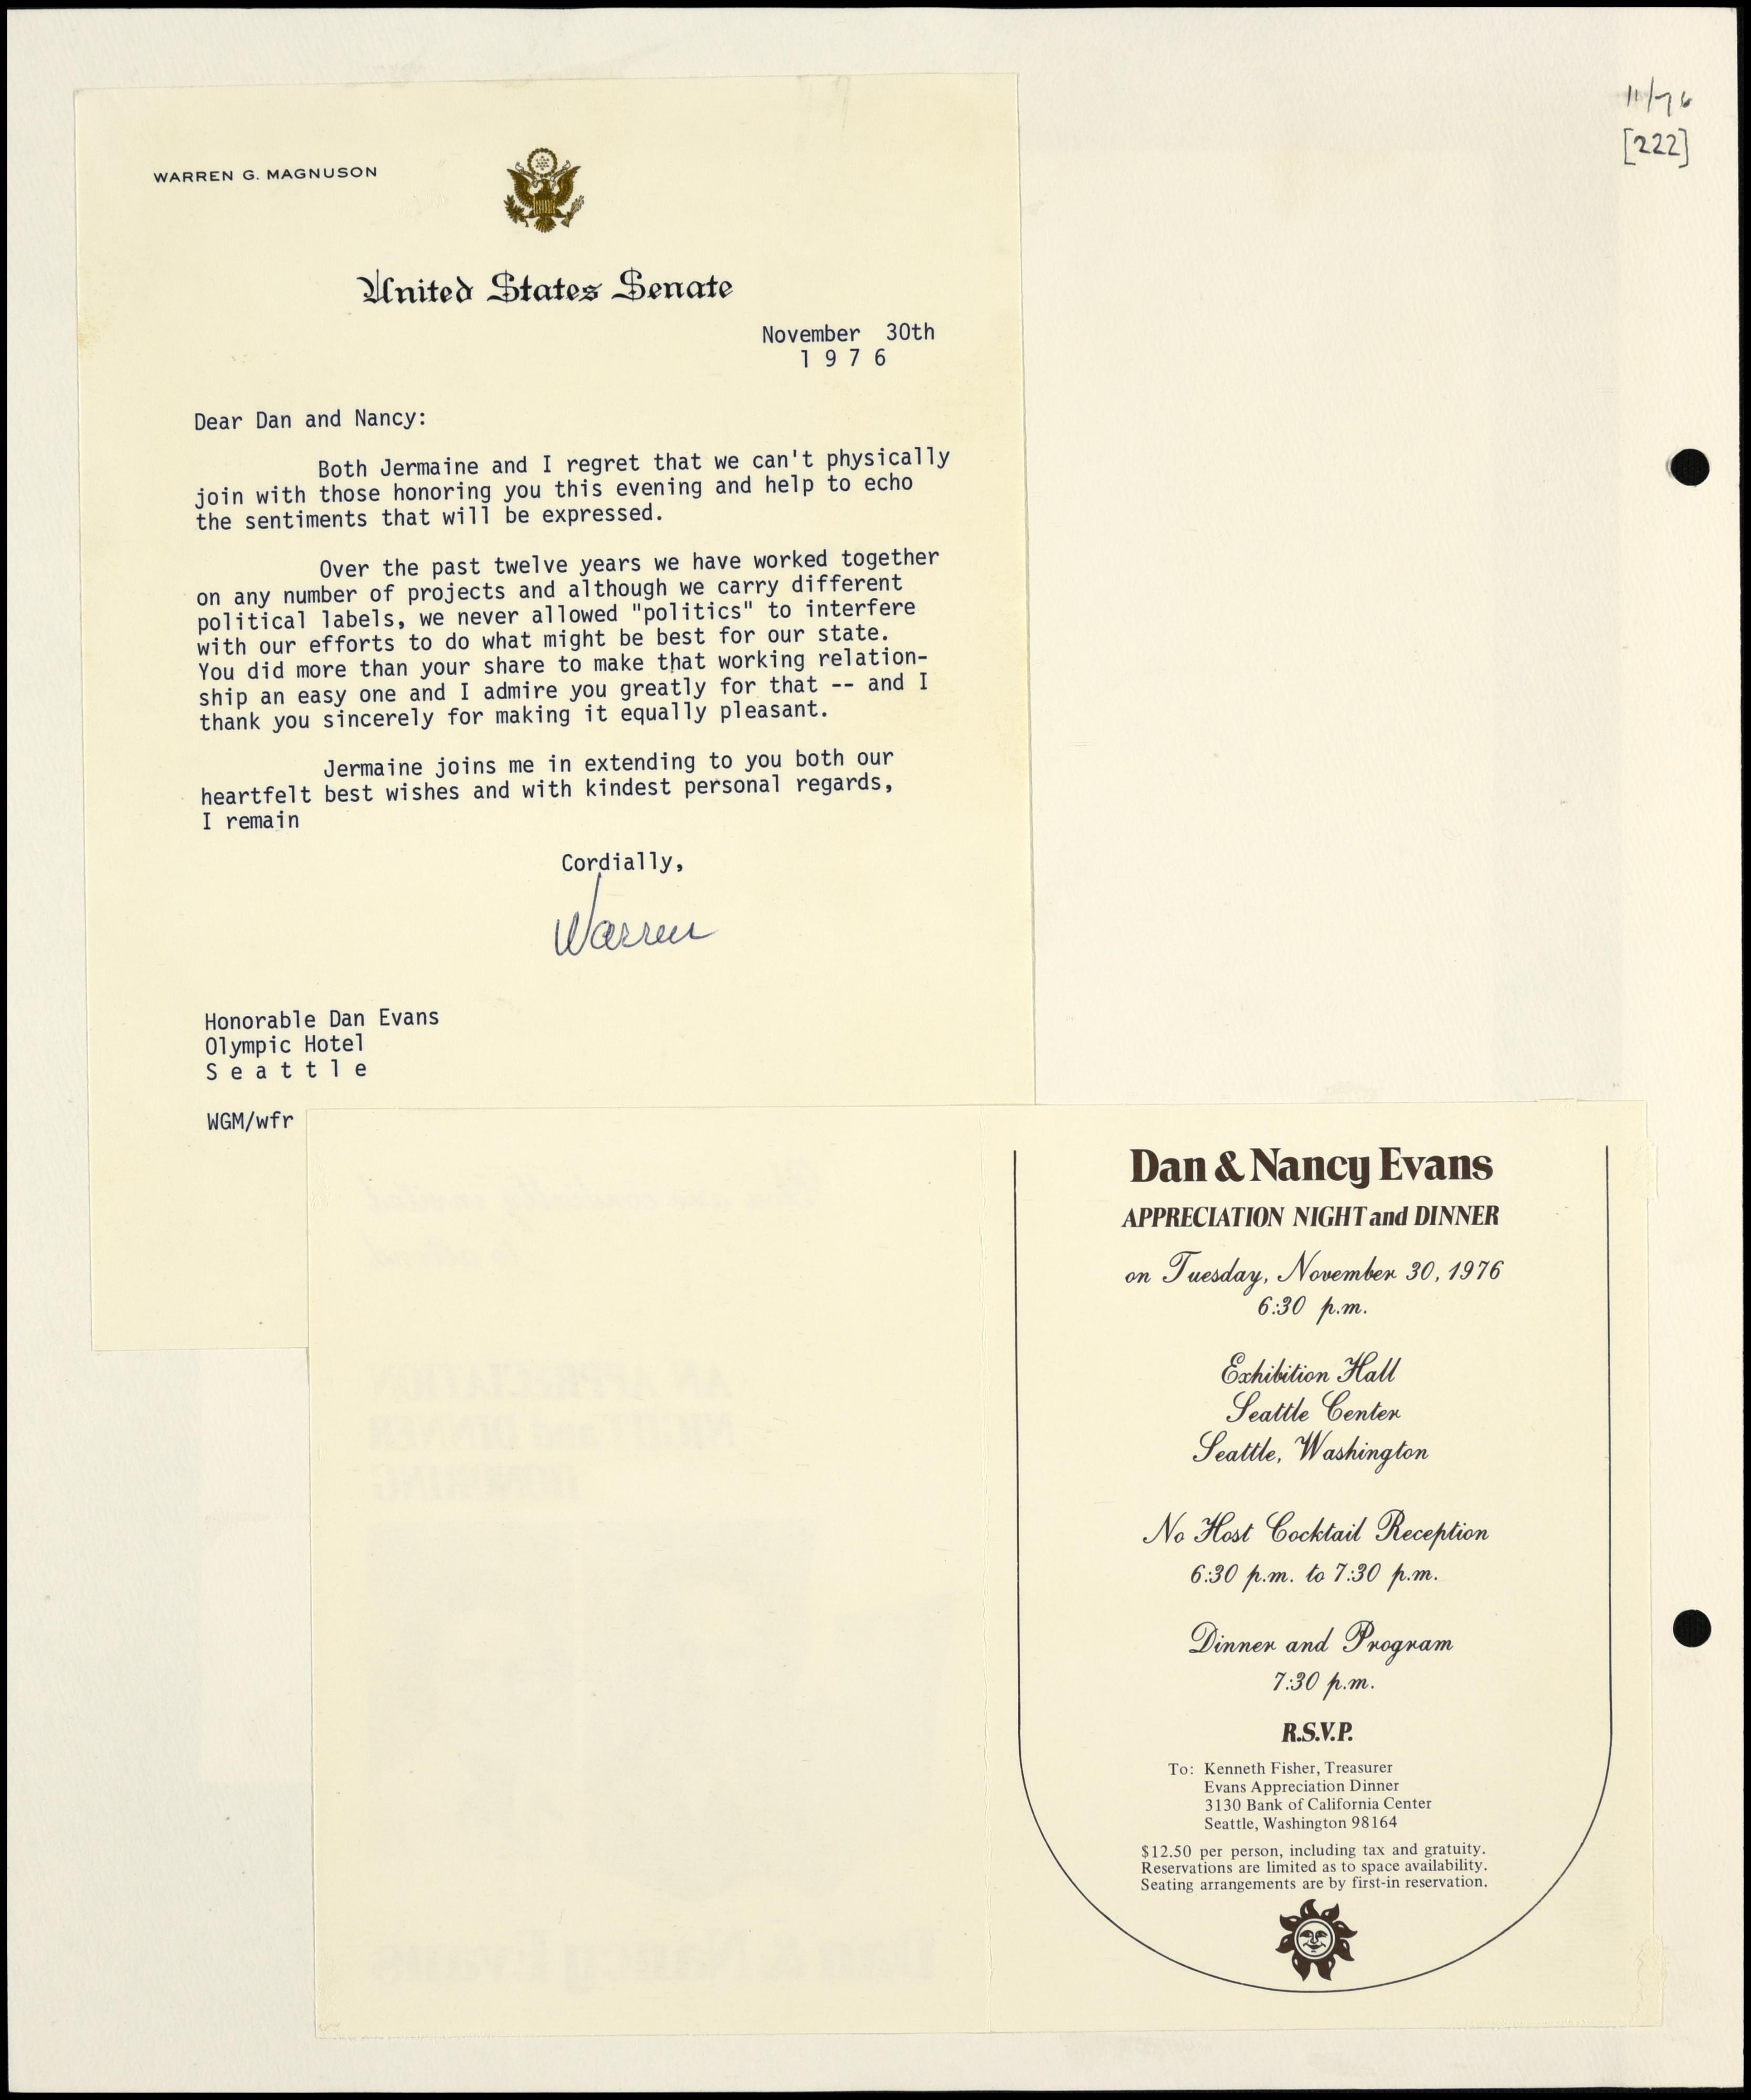 11/76
[222]
WARREN G. MAGNUSON
United States Senate
November 30th
1 9 7 6
Dear Dan and Nancy:
Both Jermaine and I regret that we can't physically
join with those honoring you this evening and help to echo
the sentiments that will be expressed.
Over the past twelve years we have worked together
on any number of projects and although we carry different
political labels, we never allowed "politics" to interfere
with our efforts to do what might be best for our state.
You did more than your share to make that working relation-
ship an easy one and I admire you greatly for that -- and I
thank you sincerely for making it equally pleasant.
Jermaine joins me in extending to you both our
heartfelt best wishes and with kindest personal regards,
I remain
Cordially,
Warren
Honorable Dan Evans
Olympic Hotel
S e a t t l e
WGM/wfr
Dan & Nancy Evans
APPRECIATION NIGHT and DINNER
on Tuesday, November 30, 1976
6:30 p.m.
Exhibition Hall
Seattle Center
Seattle, Washington
No Host Cocktail Reception
6:30 p.m. to 7:30 p.m.
Dinner and Program
7:30 p.m.
R.S.V.P.
To: Kenneth Fisher, Treasurer
Evans Appreciation Dinner
3130 Bank of California Center
Seattle, Washington 98164
$12.50 per person, including tax and gratuity.
Reservations are limited as to space availability.
Seating arrangements are by first-in reservation.